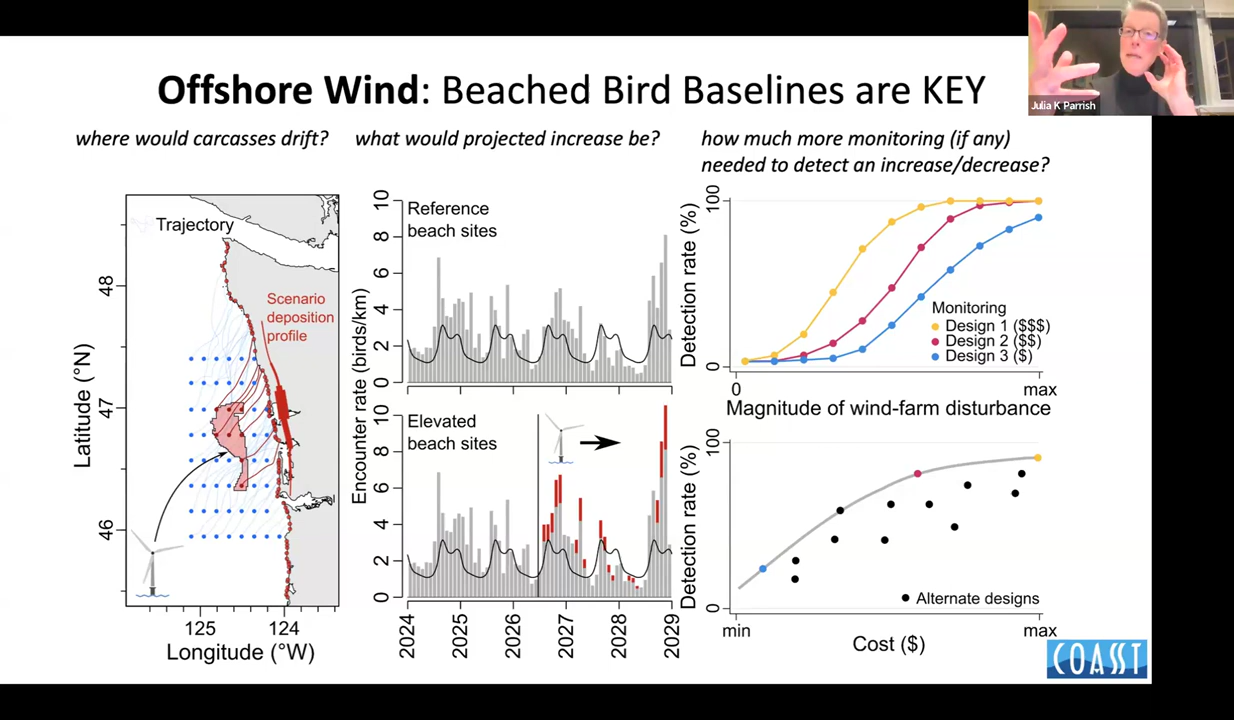 Julia K Parrish
Offshore Wind: Beached Bird Baselines are KEY
where would carcasses drift?
what would projected increase be?
how much more monitoring (if any)
needed to detect an increase/decrease?
Trajectory
Scenario
deposition
profile
48
47
46
Latitude (°N)
125
124
Longitude (°W)
Encounter rate (birds/km)
Reference
beach sites
10
8
6
4
2
0
Elevated
beach sites
10
8
6
4
2
0
2024
2025
2026
2027
2028
2029
Detection rate (%)
100
0
Monitoring
Design 1 ($$$)
Design 2 ($$)
Design 3 ($)
0
max
Magnitude of wind-farm disturbance
Detection rate (%)
100
0
Alternate designs
min
max
Cost ($)
COASST